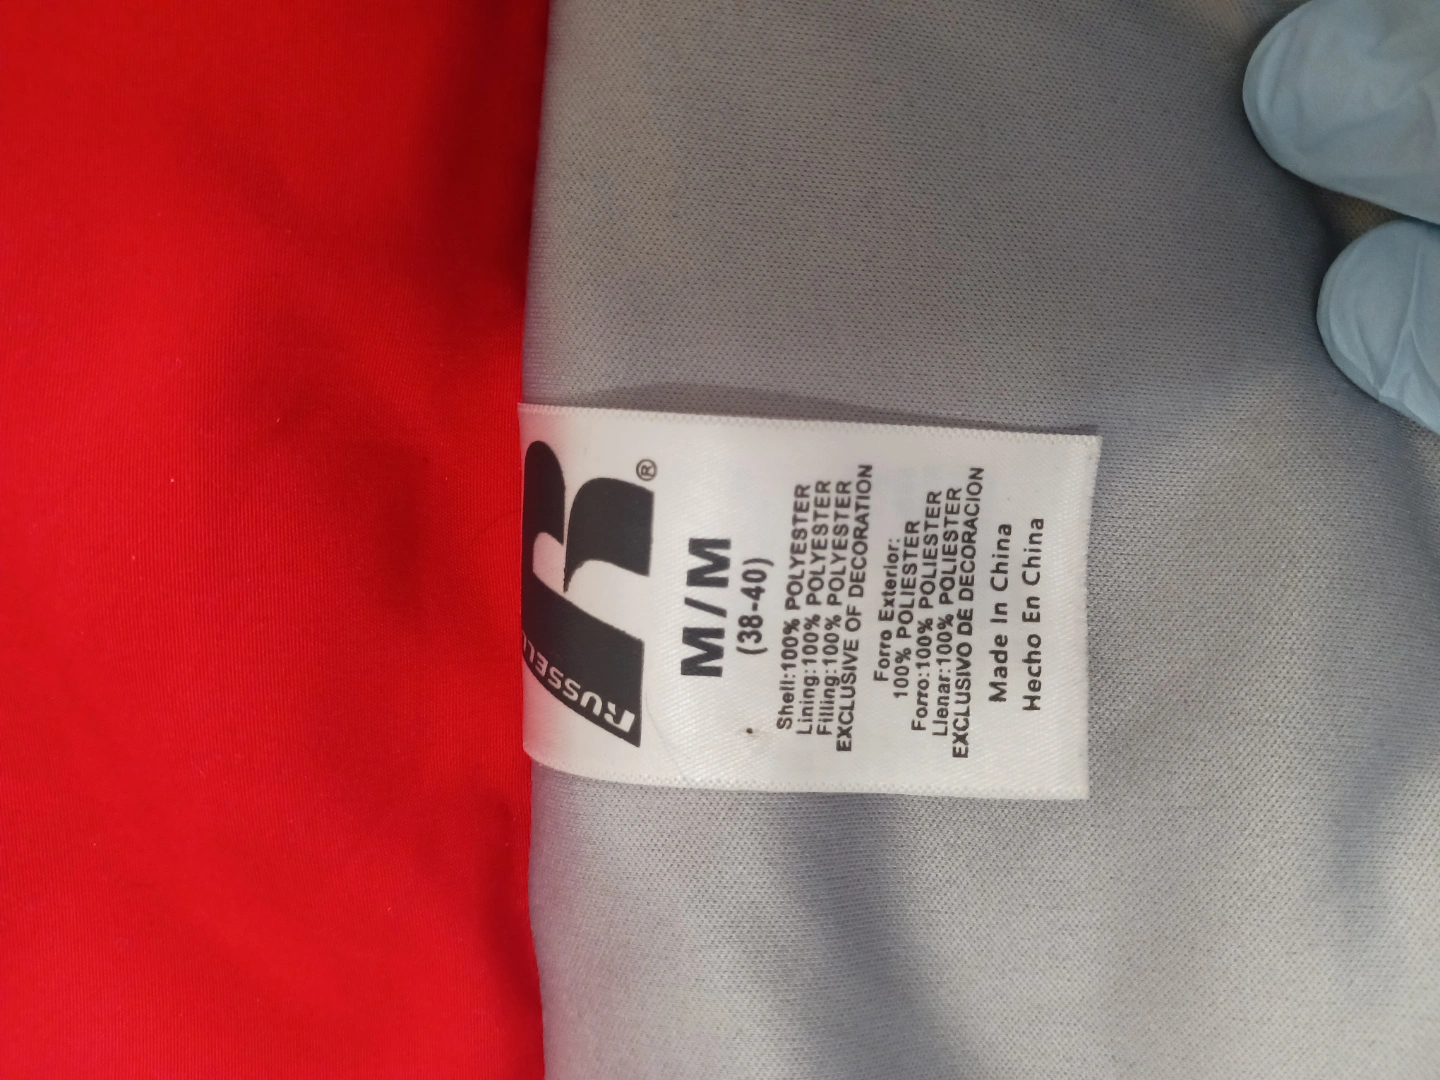 RUSSELL
®
M/M
(38-40)
Shell:100% POLYESTER
Lining:100% POLYESTER
Filling:100% POLYESTER
EXCLUSIVE OF DECORATION
Forro Exterior:
100% POLIESTER
Forro:100% POLIESTER
Llenar:100% POLIESTER
EXCLUSIVO DE DECORACION
Made In China
Hecho En China